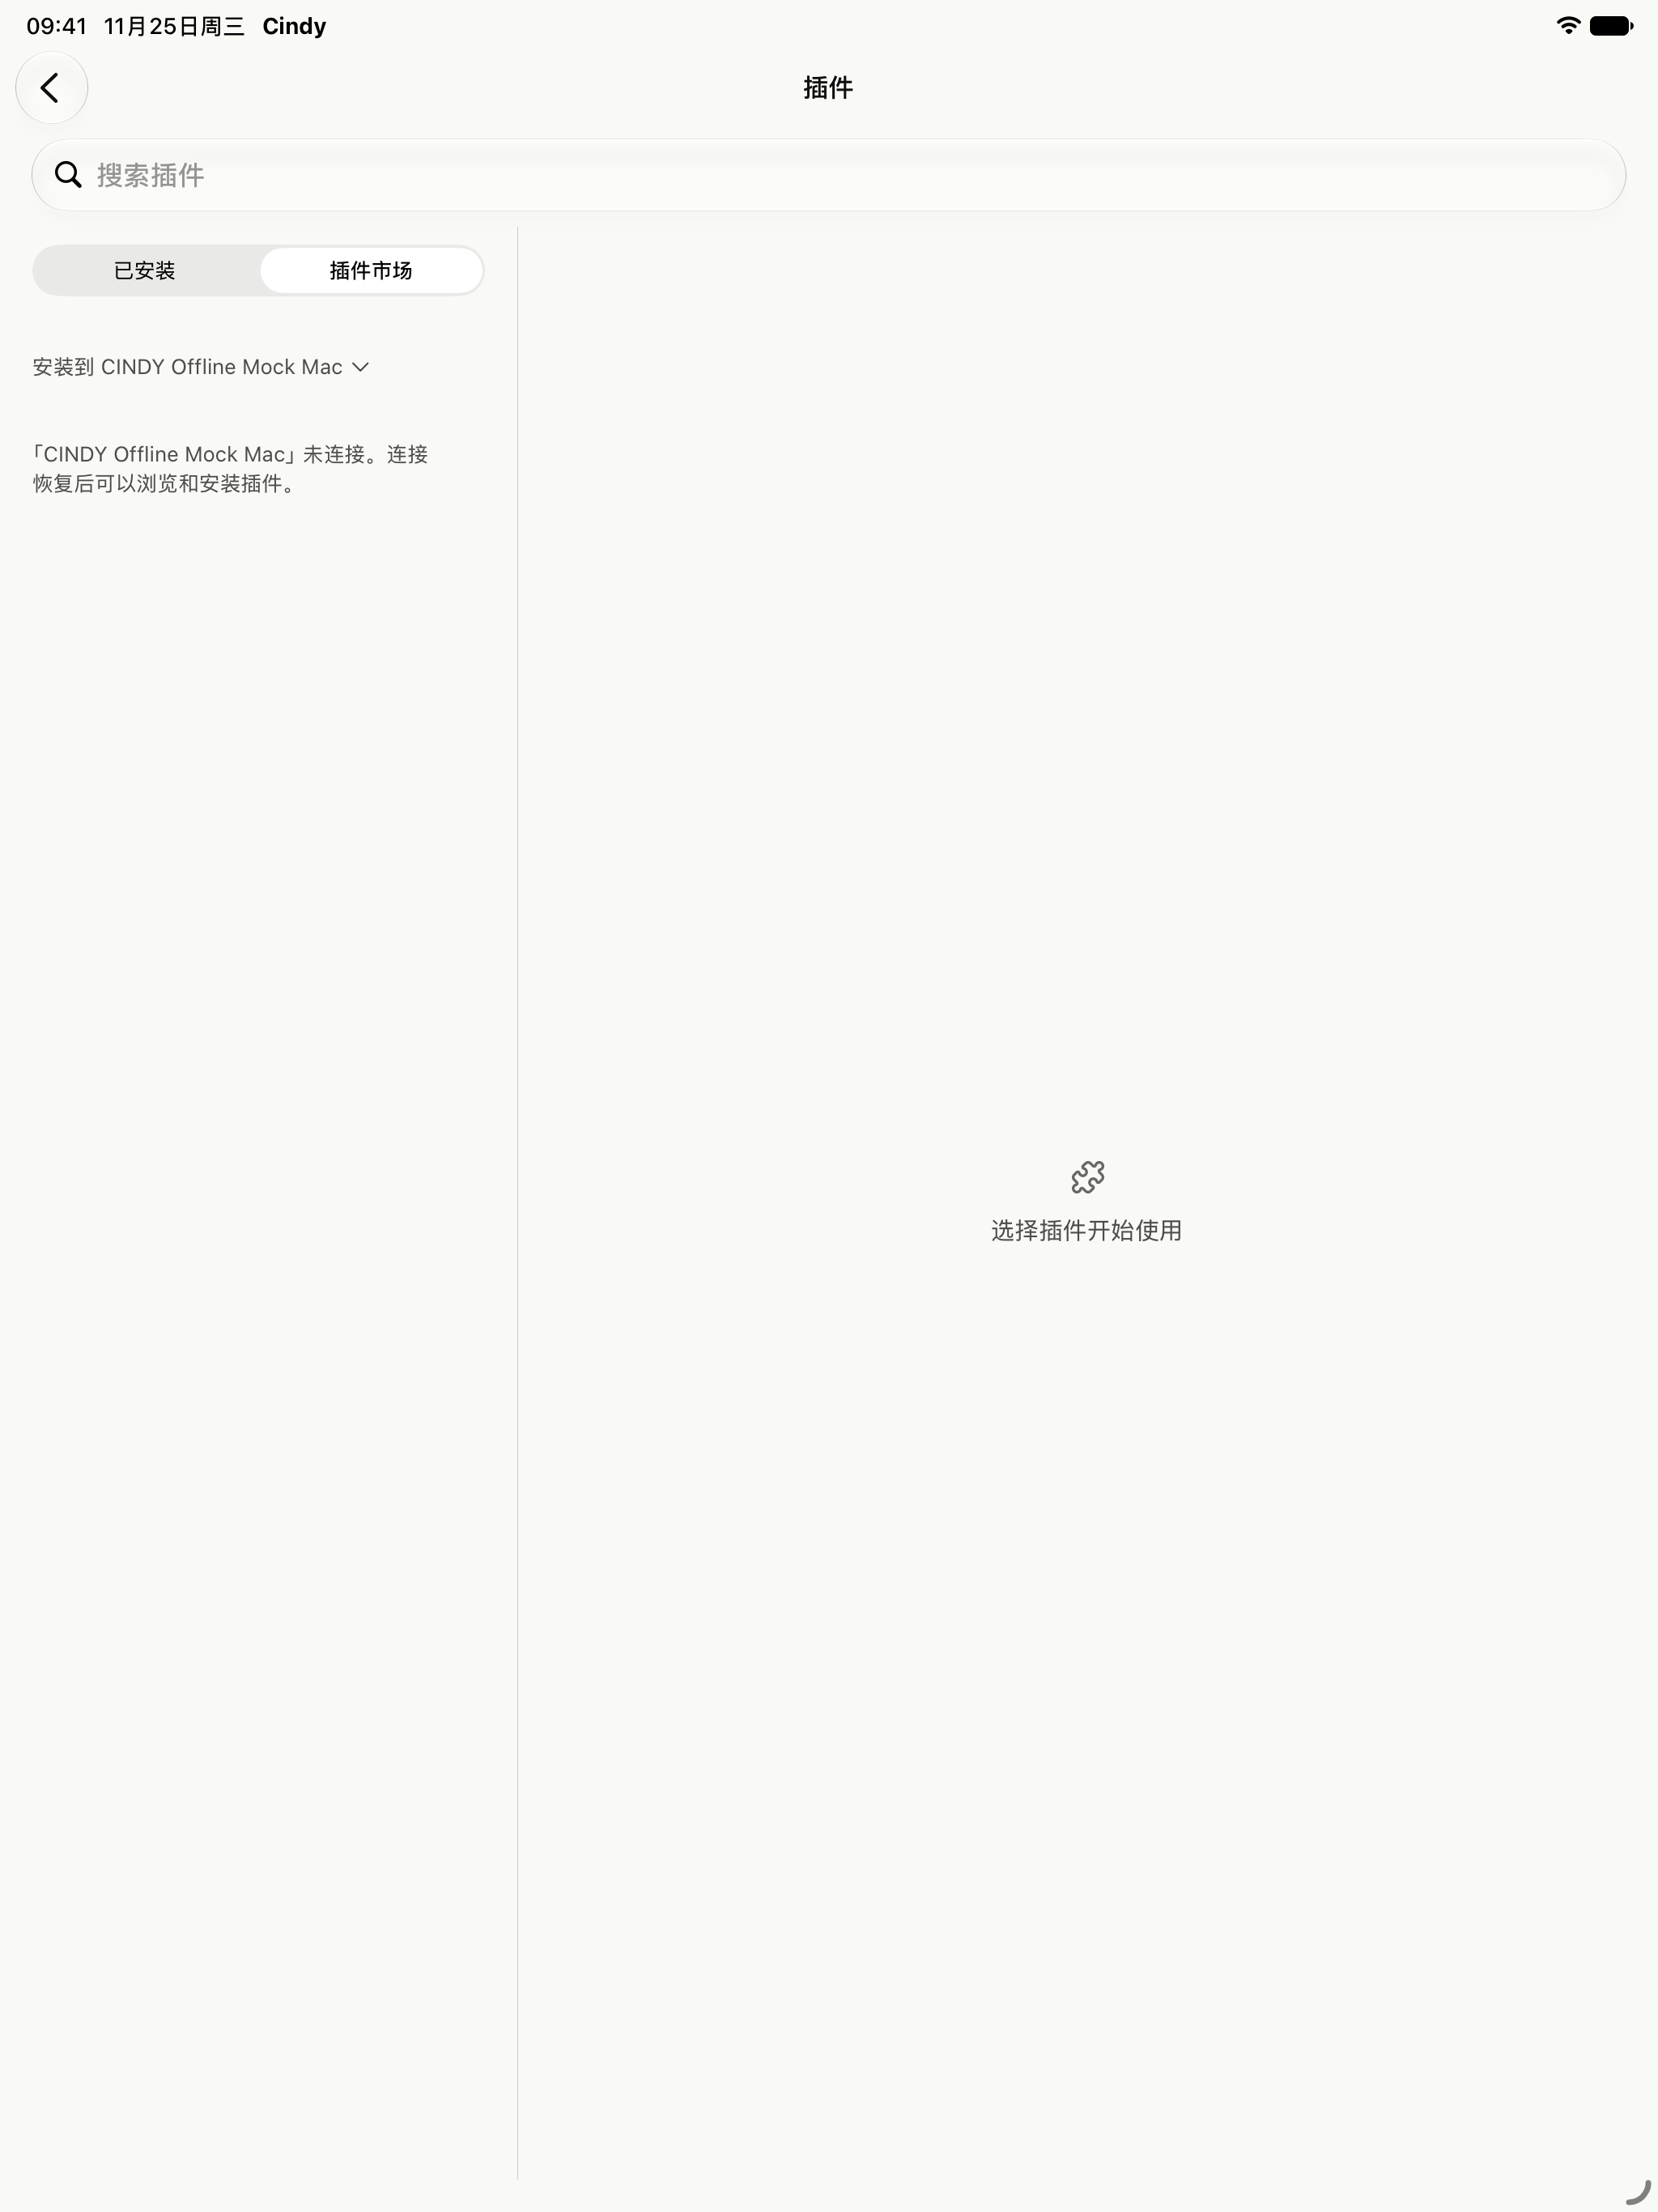 09:41 11月25日周三 Cindy
插件
搜索插件
已安装
插件市场
安装到 CINDY Offline Mock Mac
「CINDY Offline Mock Mac」未连接。连接
恢复后可以浏览和安装插件。
选择插件开始使用